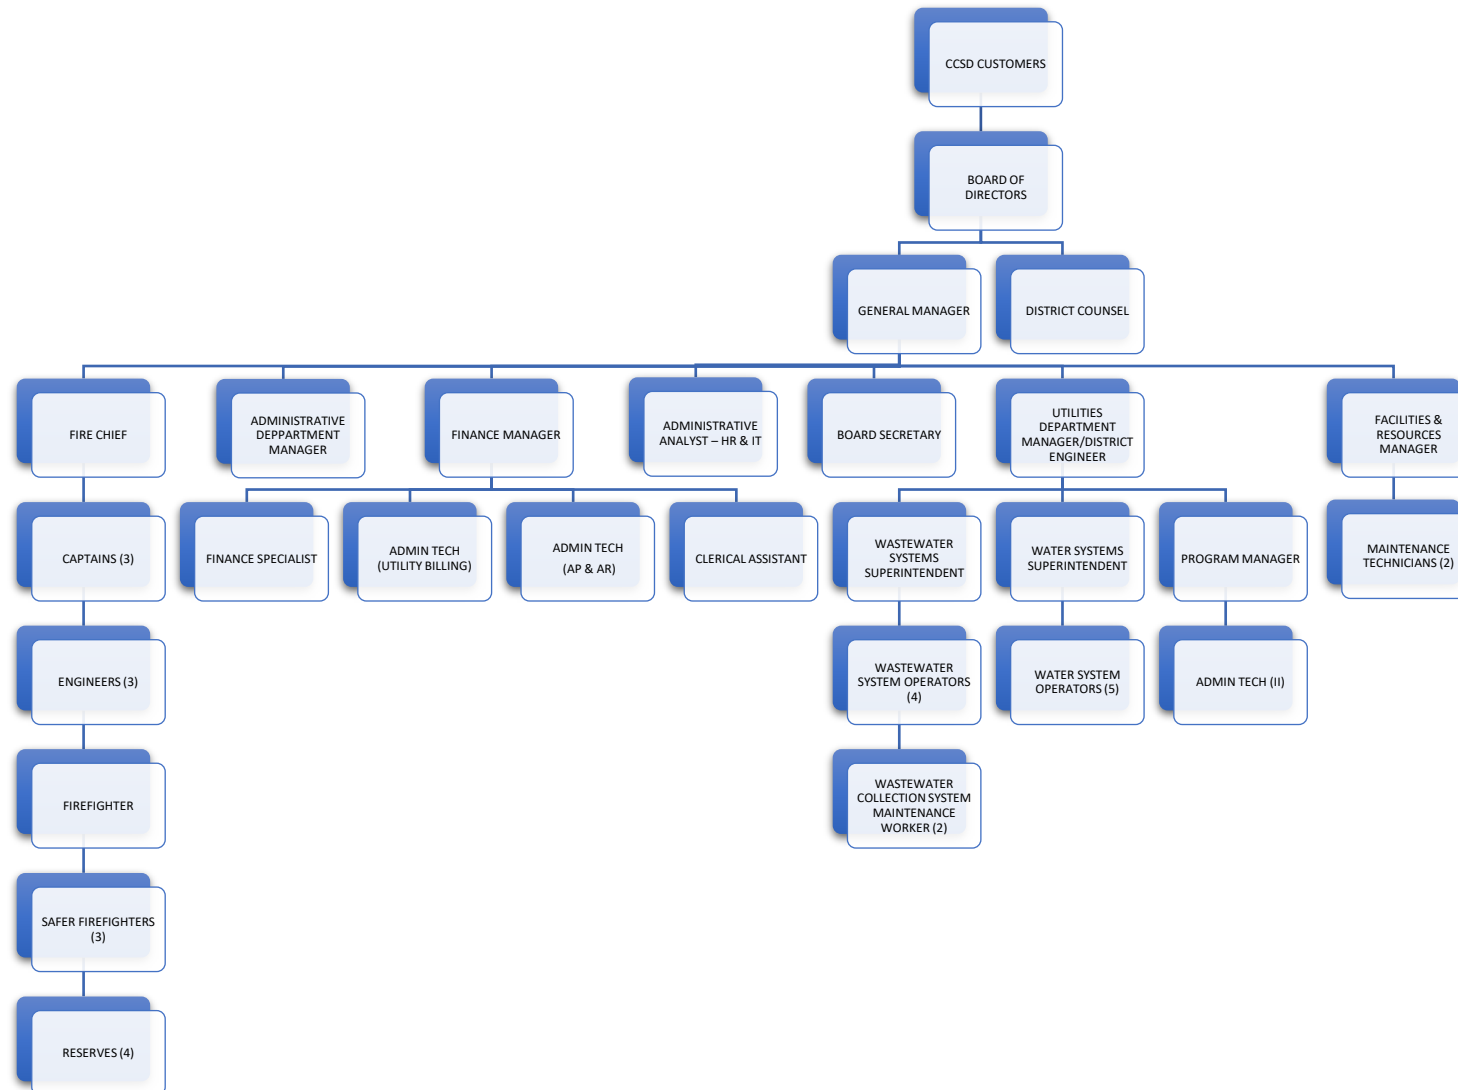 CCSD CUSTOMERS
BOARD OF
DIRECTORS
GENERAL MANAGER
DISTRICT COUNSEL
FIRE CHIEF
ADMINISTRATIVE
DEPPARTMENT
MANAGER
FINANCE MANAGER
ADMINISTRATIVE
ANALYST – HR & IT
BOARD SECRETARY
UTILITIES
DEPARTMENT
MANAGER/DISTRICT
ENGINEER
FACILITIES &
RESOURCES
MANAGER
CAPTAINS (3)
FINANCE SPECIALIST
ADMIN TECH
(UTILITY BILLING)
ADMIN TECH
(AP & AR)
CLERICAL ASSISTANT
WASTEWATER
SYSTEMS
SUPERINTENDENT
WATER SYSTEMS
SUPERINTENDENT
PROGRAM MANAGER
MAINTENANCE
TECHNICIANS (2)
ENGINEERS (3)
WASTEWATER
SYSTEM OPERATORS
(4)
WATER SYSTEM
OPERATORS (5)
ADMIN TECH (II)
FIREFIGHTER
WASTEWATER
COLLECTION SYSTEM
MAINTENANCE
WORKER (2)
SAFER FIREFIGHTERS
(3)
RESERVES (4)